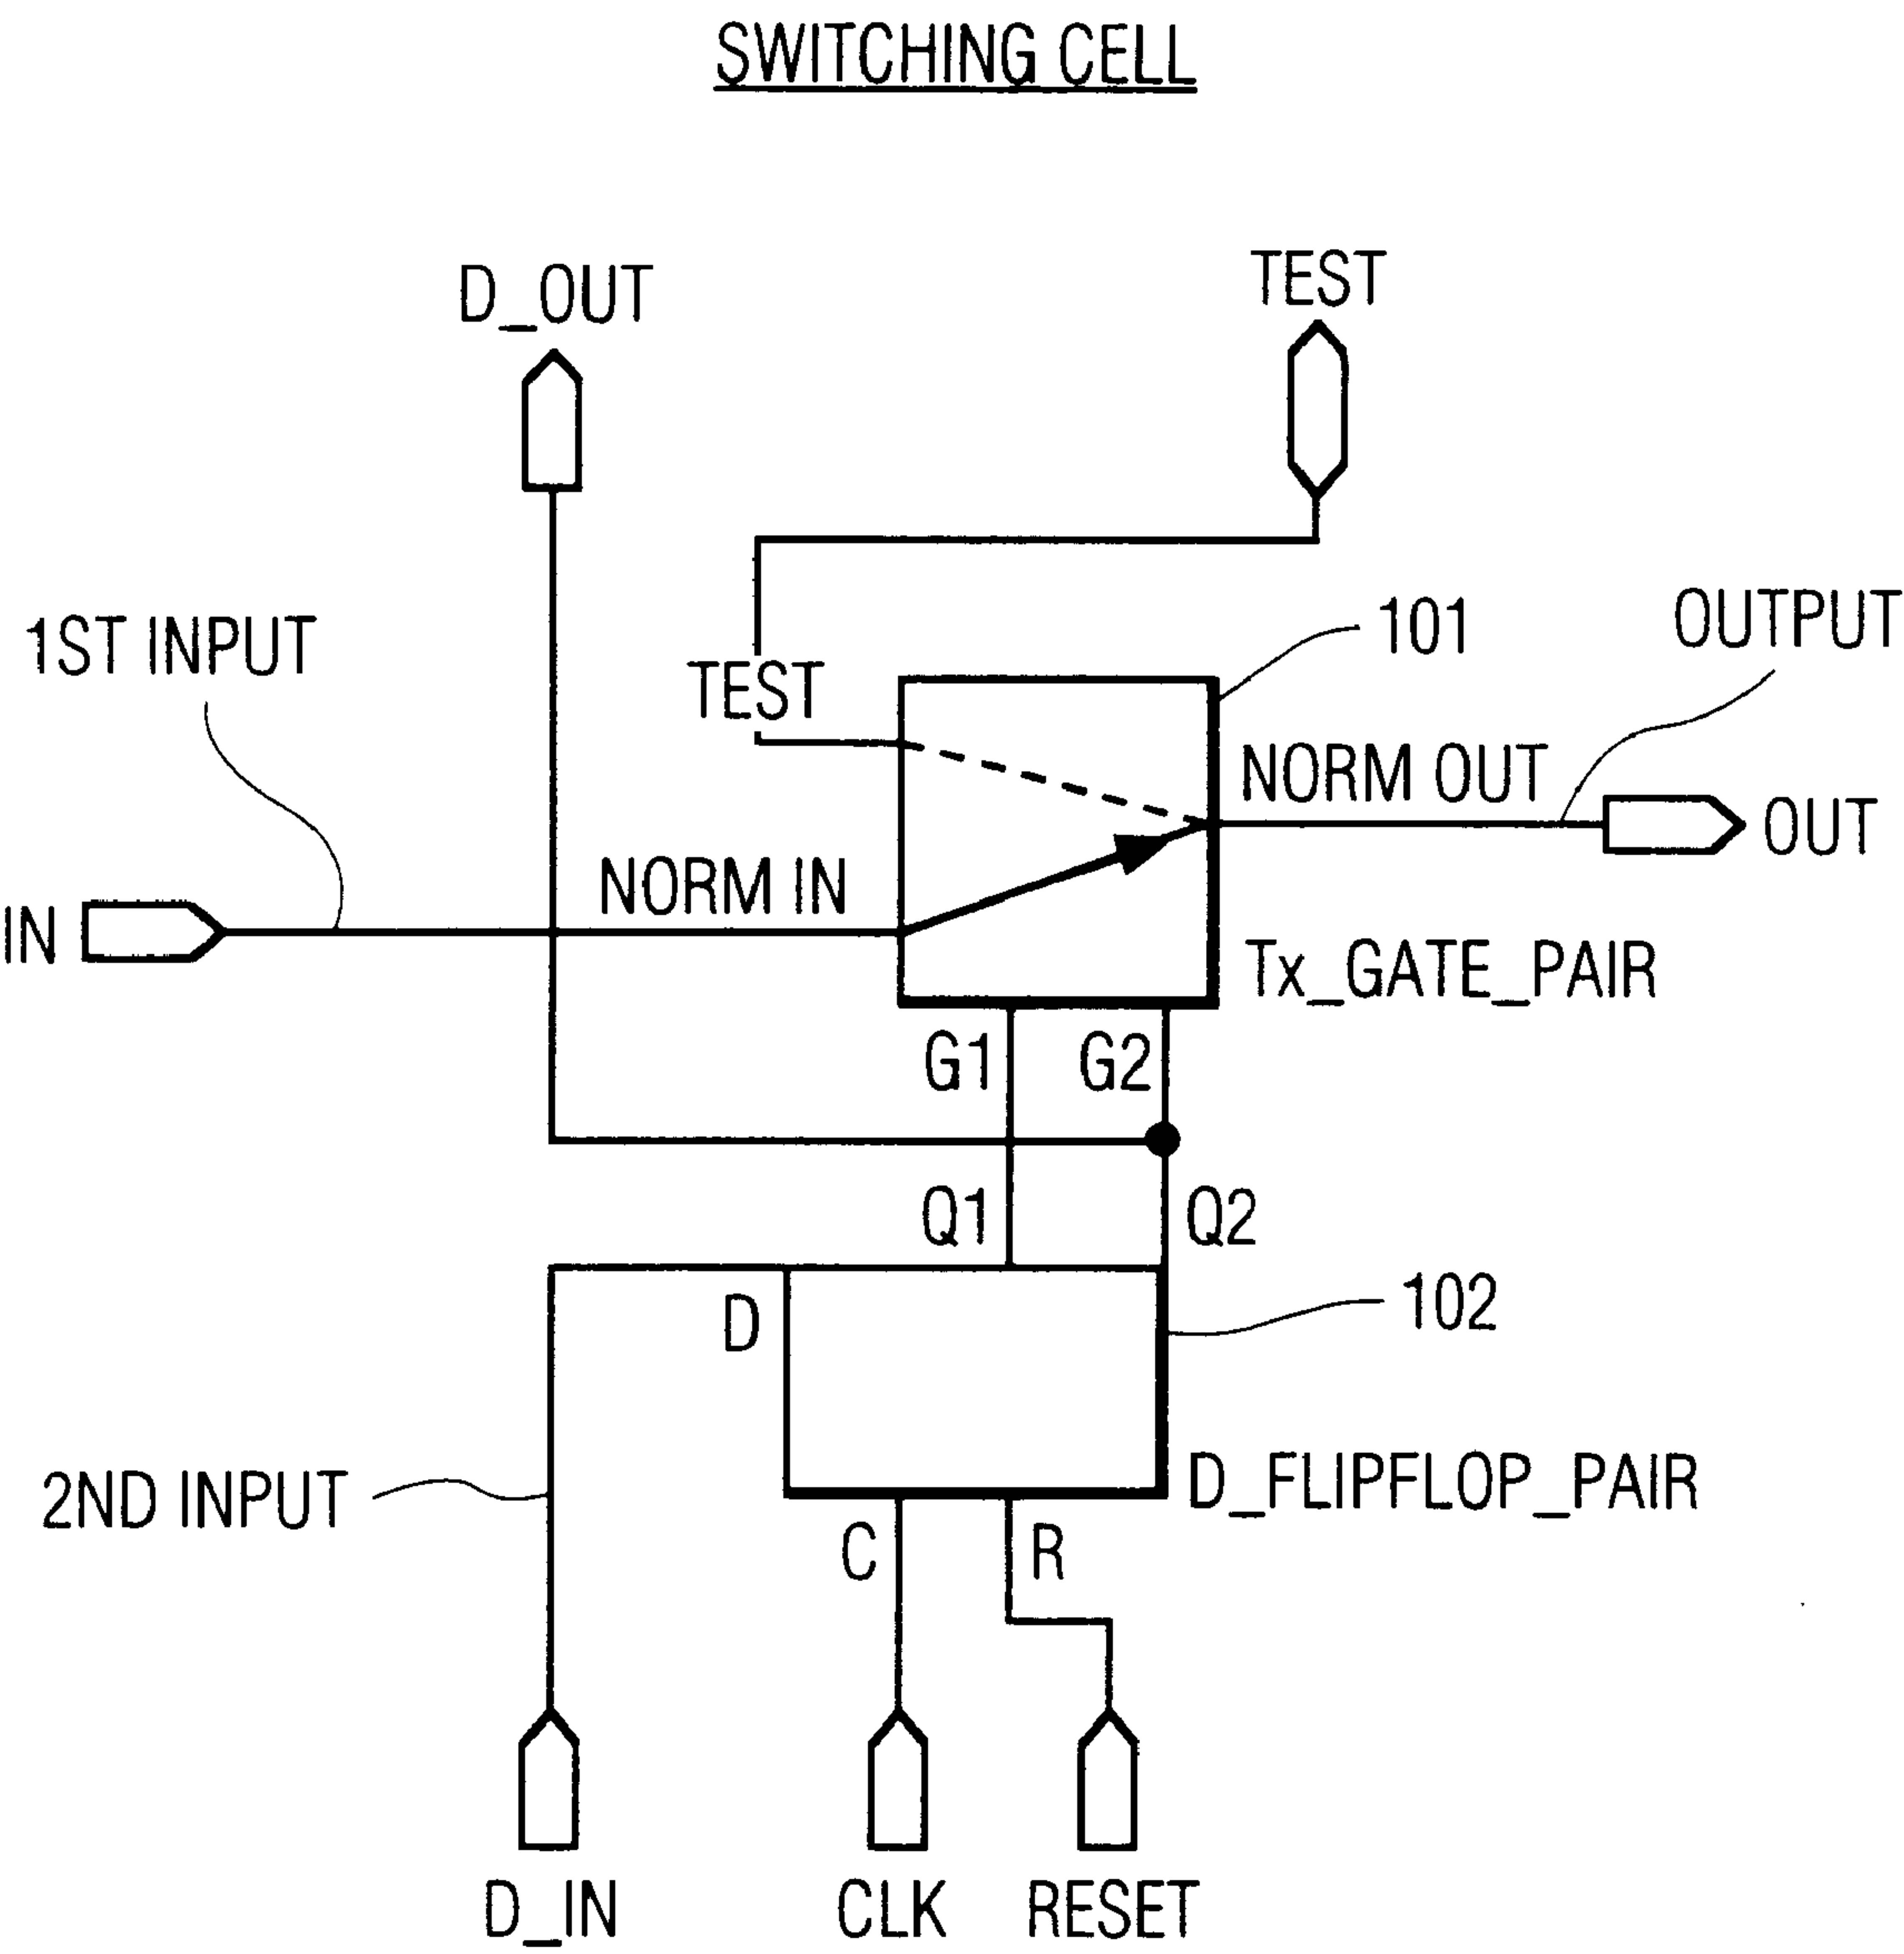 SWITCHING CELL
D_OUT
TEST
1ST INPUT
101
OUTPUT
TEST
NORM OUT
OUT
NORM IN
IN
Tx_GATE_PAIR
G1
G2
Q1
Q2
D
102
2ND INPUT
D_FLIPFLOP_PAIR
C
R
D_IN
CLK
RESET